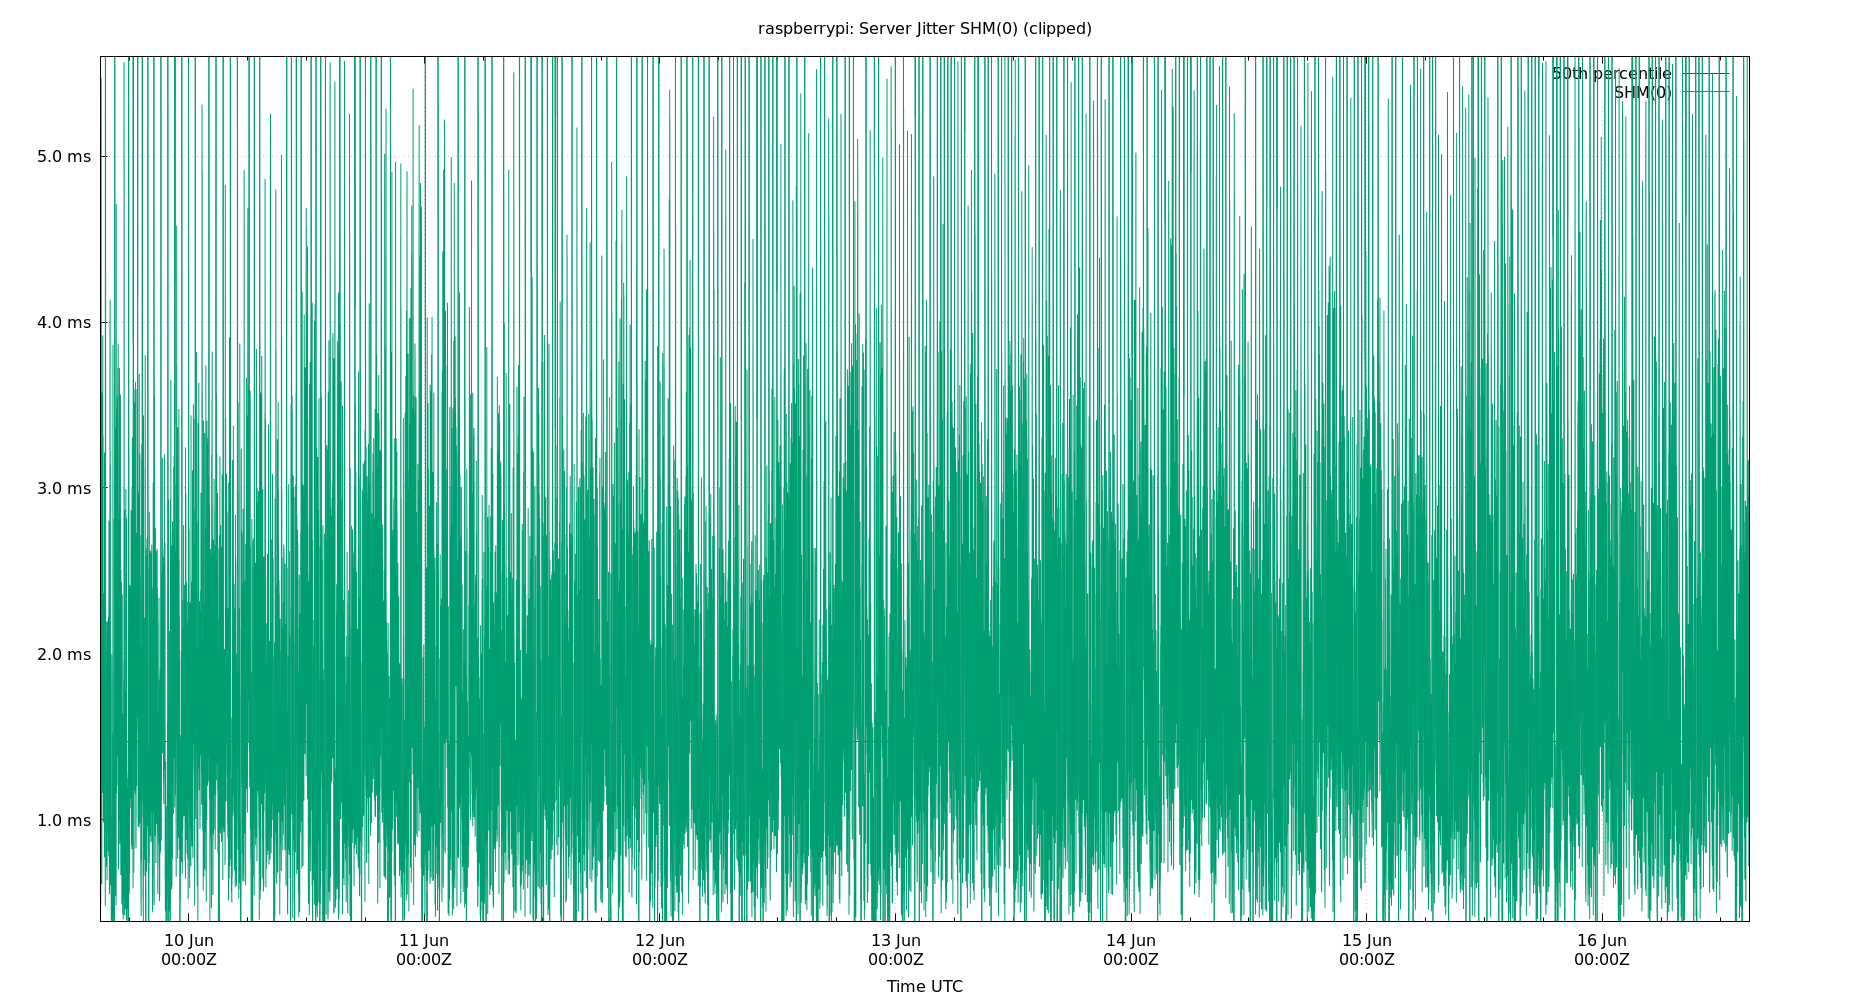 raspberrypi: Server Jitter SHM(0) (clipped)
50th percentile
SHM(0)
5.0 ms
4.0 ms
3.0 ms
2.0 ms
1.0 ms
10 Jun 11 Jun 12 Jun 13 Jun 14 Jun 15 Jun 16 Jun
00:00Z 00:00Z 00:00Z 00:00Z 00:00Z 00:00Z 00:00Z
Time UTC